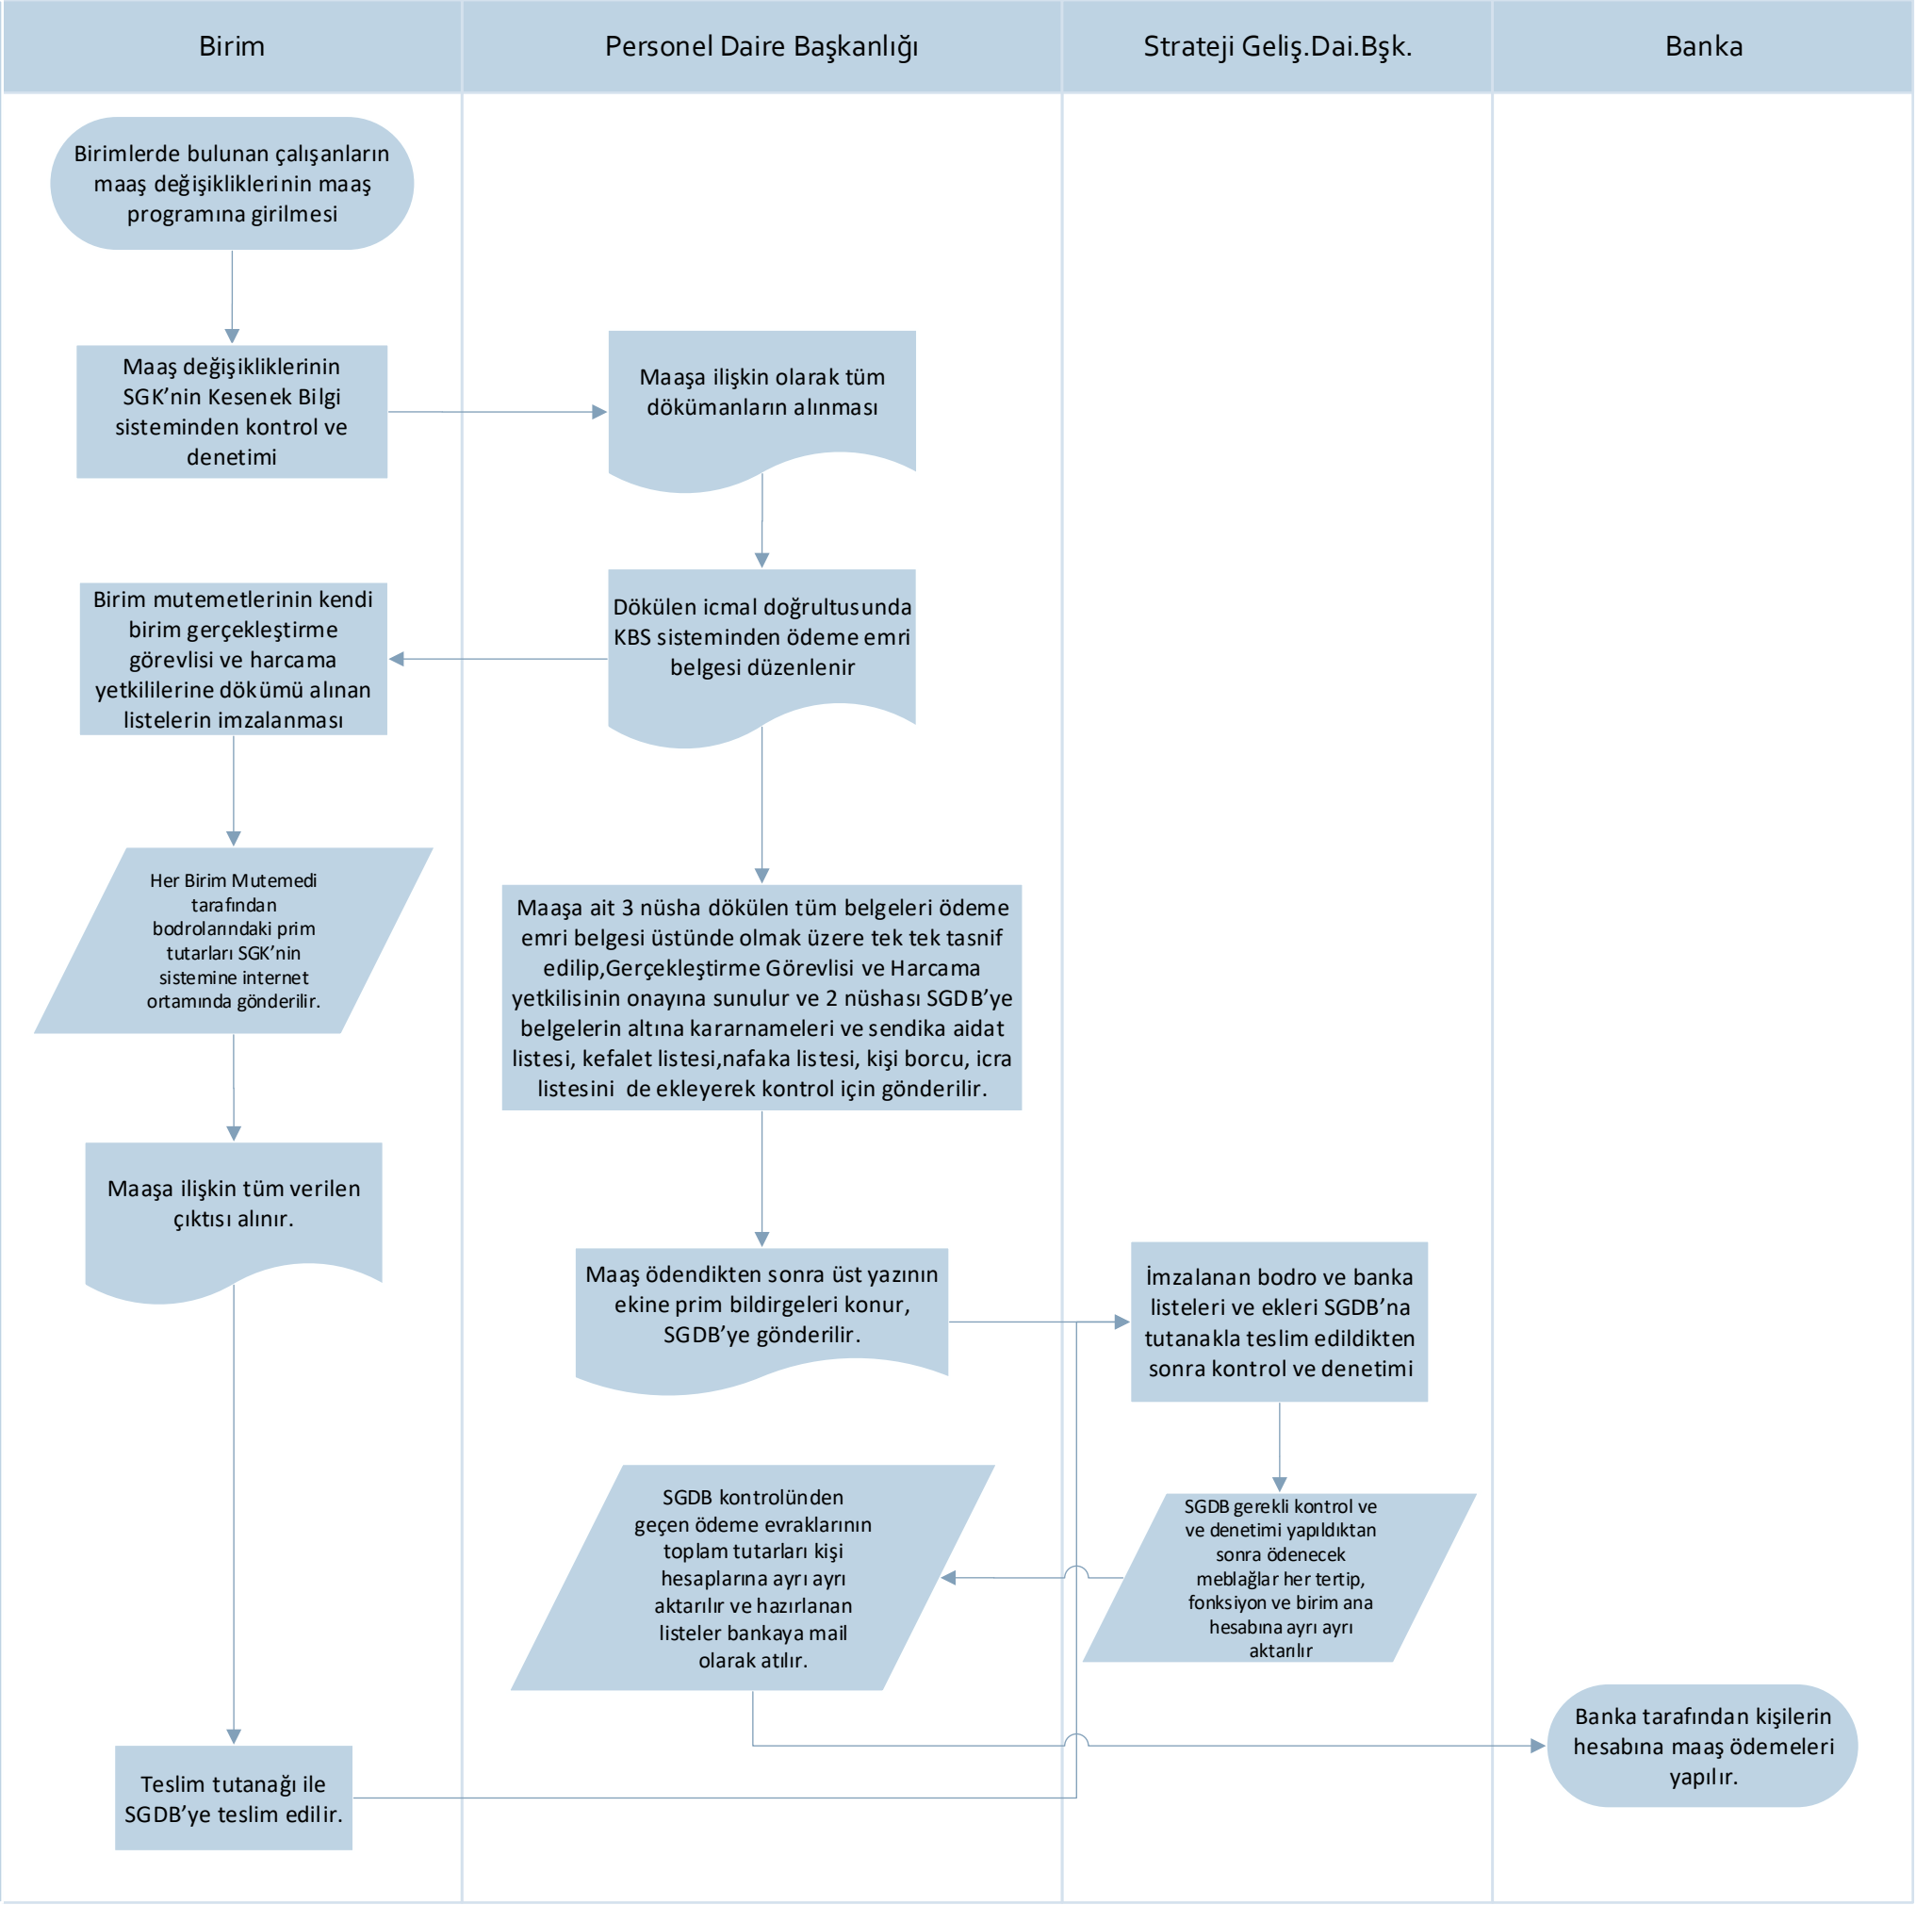 Birim
Personel Daire Başkanlığı
Strateji Geliş.Dai.Bşk.
Banka
Birimlerde bulunan çalışanların
maaş değişikliklerinin maaş
programına girilmesi
Maaş değişikliklerinin
SGK’nin Kesenek Bilgi
sisteminden kontrol ve
denetimi
Maaşa ilişkin olarak tüm
dökümanların alınması
Dökülen icmal doğrultusunda
KBS sisteminden ödeme emri
belgesi düzenlenir
Birim mutemetlerinin kendi
birim gerçekleştirme
görevlisi ve harcama
yetkililerine dökümü alınan
listelerin imzalanması
Her Birim Mutemedi
tarafından
bodrolarındaki prim
tutarları SGK’nin
sistemine internet
ortamında gönderilir.
Maaşa ait 3 nüsha dökülen tüm belgeleri ödeme
emri belgesi üstünde olmak üzere tek tek tasnif
edilip,Gerçekleştirme Görevlisi ve Harcama
yetkilisinin onayına sunulur ve 2 nüshası SGDB’ye
belgelerin altına kararnameleri ve sendika aidat
listesi, kefalet listesi,nafaka listesi, kişi borcu, icra
listesini  de ekleyerek kontrol için gönderilir.
Maaşa ilişkin tüm verilen
çıktısı alınır.
Maaş ödendikten sonra üst yazının
ekine prim bildirgeleri konur,
SGDB’ye gönderilir.
İmzalanan bodro ve banka
listeleri ve ekleri SGDB’na
tutanakla teslim edildikten
sonra kontrol ve denetimi
SGDB kontrolünden
geçen ödeme evraklarının
toplam tutarları kişi
hesaplarına ayrı ayrı
aktarılır ve hazırlanan
listeler bankaya mail
olarak atılır.
SGDB gerekli kontrol ve
ve denetimi yapıldıktan
sonra ödenecek
meblağlar her tertip,
fonksiyon ve birim ana
hesabına ayrı ayrı
aktarılır
Teslim tutanağı ile
SGDB’ye teslim edilir.
Banka tarafından kişilerin
hesabına maaş ödemeleri
yapılır.